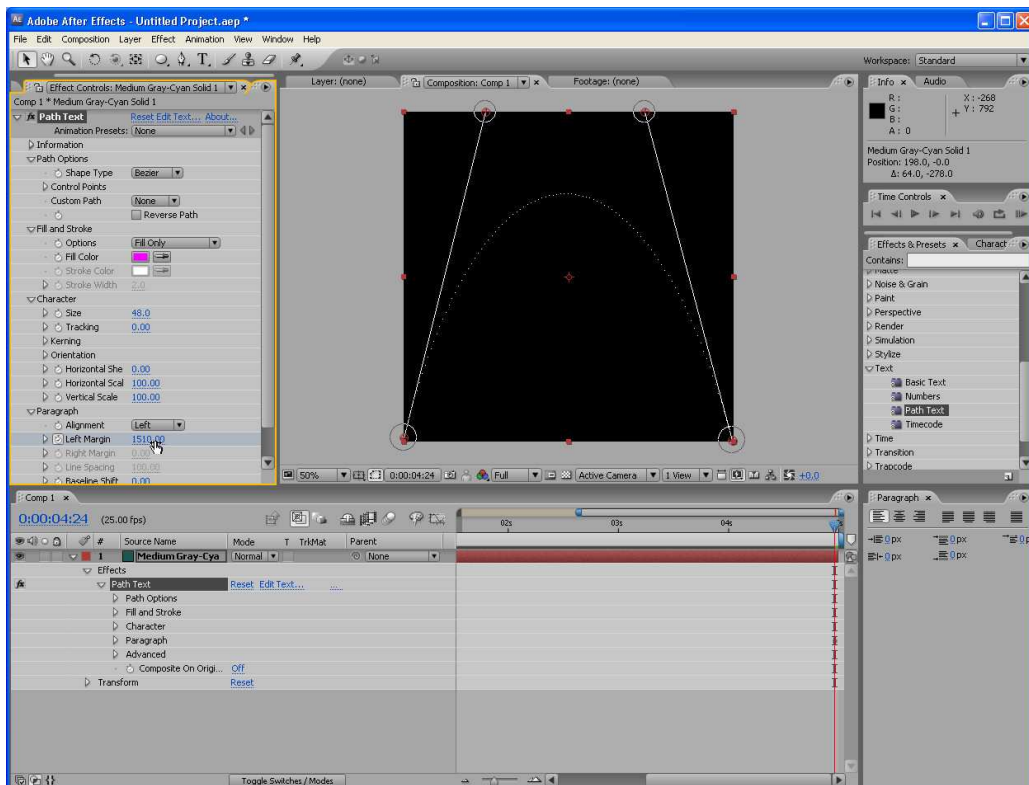 Adobe After Effects - Untitled Project.aep *
File Edit Composition Layer Effect Animation View Window Help
Workspace: Standard
Effect Controls: Medium Gray-Cyan Solid 1
Comp 1 * Medium Gray-Cyan Solid 1
Path Text Reset Edit Text... About...
Animation Presets: None
Information
Path Options
Shape Type Bezier
Control Points
Custom Path None
Reverse Path
Fill and Stroke
Options Fill Only
Fill Color
Stroke Color
Stroke Width 2.0
Character
Size 48.0
Tracking 0.00
Kerning
Orientation
Horizontal She 0.00
Horizontal Scal 100.00
Vertical Scale 100.00
Paragraph
Alignment Left
Left Margin 1510.00
Right Margin 0.00
Line Spacing 100.00
Baseline Shift 0.00
Layer: (none) Composition: Comp 1 Footage: (none)
50% 0:00:04:24 Full Active Camera 1 View +0.0
Info Audio
R : X : -268
G : Y : 792
B :
A : 0
Medium Gray-Cyan Solid 1
Position: 198.0, -0.0
Δ: 64.0, -278.0
Time Controls
Effects & Presets Charact
Contains:
Matte
Noise & Grain
Paint
Perspective
Render
Simulation
Stylize
Text
Basic Text
Numbers
Path Text
Timecode
Time
Transition
Trapcode
Comp 1
0:00:04:24 (25.00 fps)
02s 03s 04s
# Source Name Mode T TrkMat Parent
1 Medium Gray-Cya Normal None
Effects
Path Text Reset Edit Text... ...
Path Options
Fill and Stroke
Character
Paragraph
Advanced
Composite On Origi... Off
Transform Reset
Toggle Switches / Modes
Paragraph
0 px 0 px 0 p
0 px 0 px